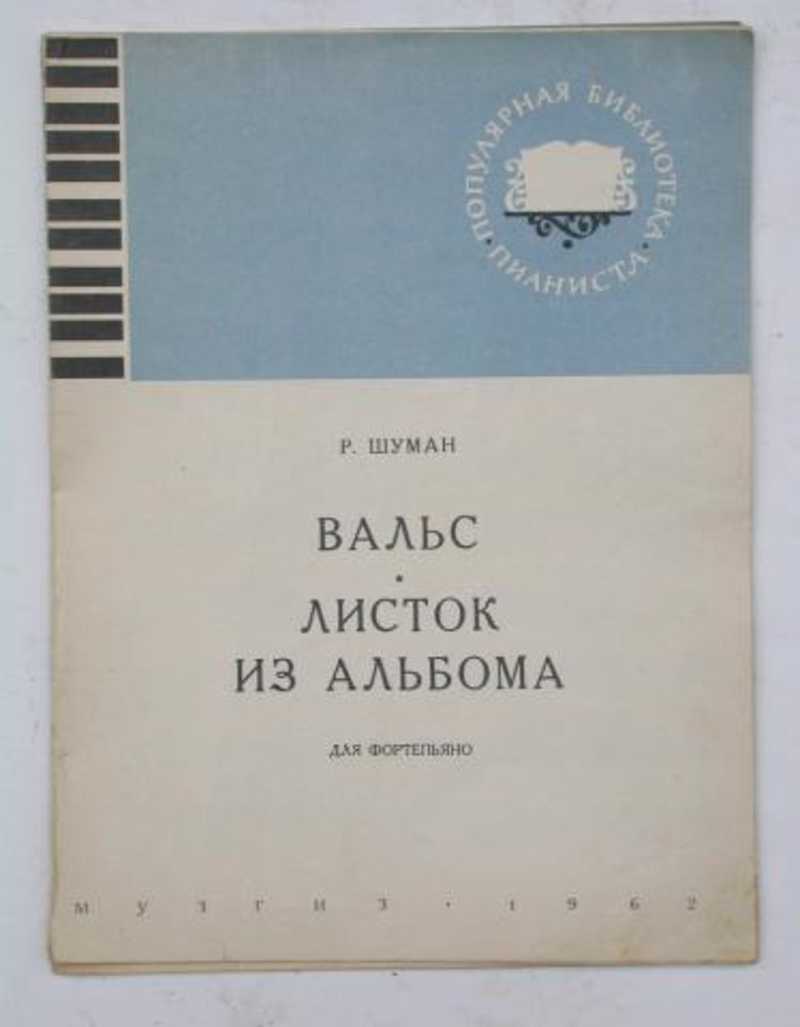 ПОПУЛЯРНАЯ БИБЛИОТЕКА
· ПИАНИСТА ·
Р. ШУМАН
ВАЛЬС
·
ЛИСТОК
ИЗ АЛЬБОМА
ДЛЯ ФОРТЕПЬЯНО
МУЗГИЗ · 1962